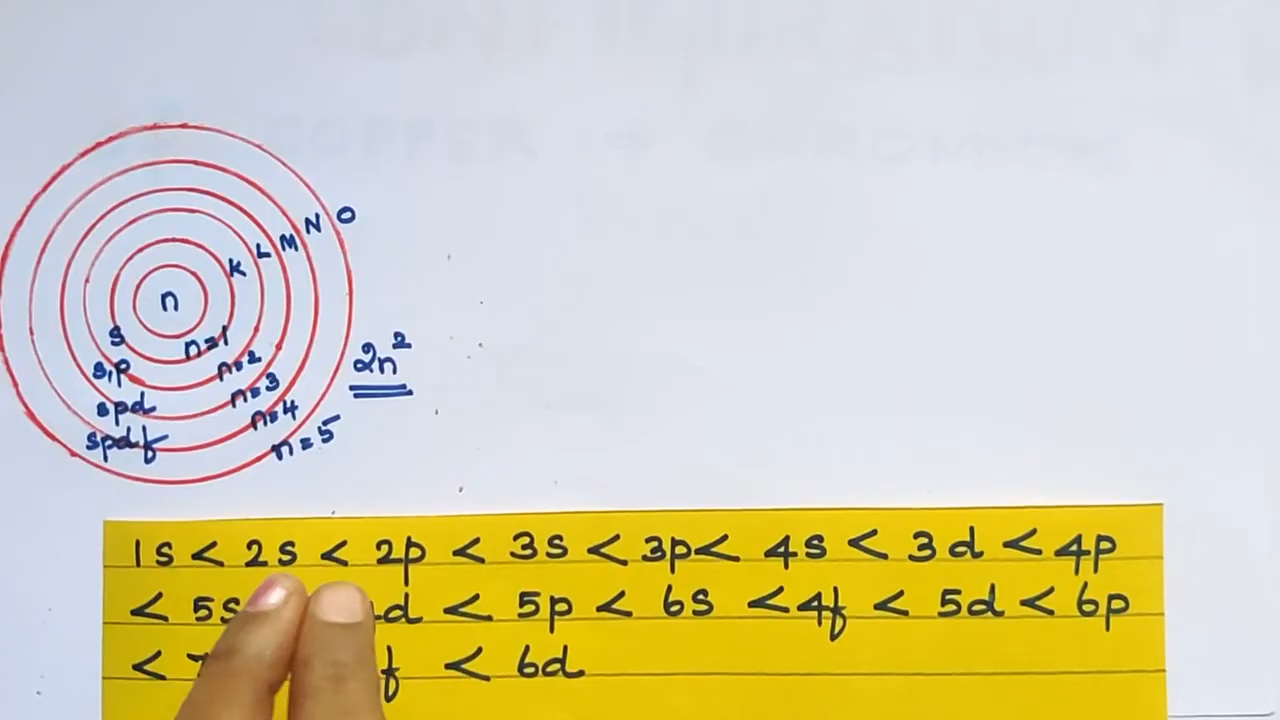 COPPER
n
K L M N O
s
s,p
spd
spdf
n=1
n=2
n=3
n=4
n=5
2n²
1s < 2s < 2p < 3s < 3p < 4s < 3d < 4p
< 5s d < 5p < 6s < 4f < 5d < 6p
< f < 6d